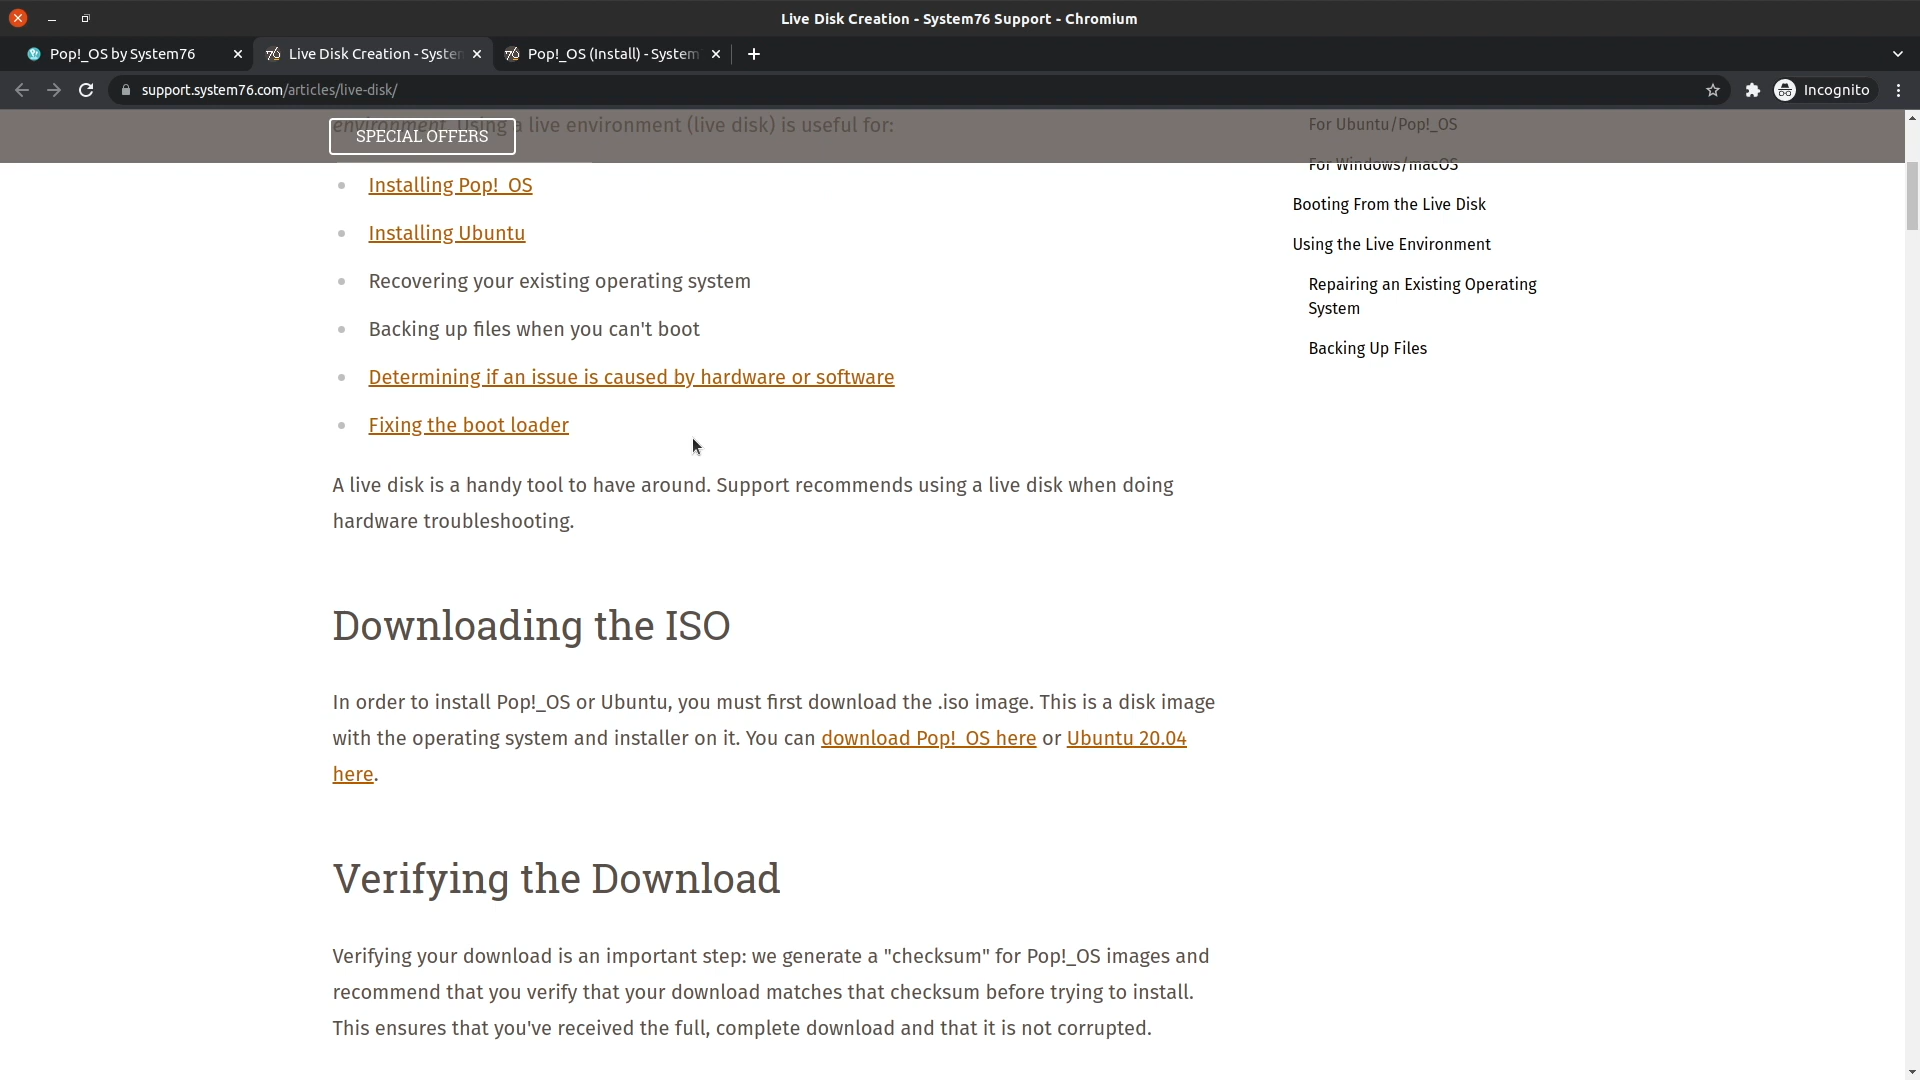 Live Disk Creation - System76 Support - Chromium
Pop!_OS by System76
Live Disk Creation - System
Pop!_OS (Install) - System
support.system76.com/articles/live-disk/
Incognito
environment. Using a live environment (live disk) is useful for:
SPECIAL OFFERS
Installing Pop!_OS
Installing Ubuntu
Recovering your existing operating system
Backing up files when you can't boot
Determining if an issue is caused by hardware or software
Fixing the boot loader
A live disk is a handy tool to have around. Support recommends using a live disk when doing
hardware troubleshooting.
Downloading the ISO
In order to install Pop!_OS or Ubuntu, you must first download the .iso image. This is a disk image
with the operating system and installer on it. You can download Pop!_OS here or Ubuntu 20.04
here.
Verifying the Download
Verifying your download is an important step: we generate a "checksum" for Pop!_OS images and
recommend that you verify that your download matches that checksum before trying to install.
This ensures that you've received the full, complete download and that it is not corrupted.
For Ubuntu/Pop!_OS
For Windows/macOS
Booting From the Live Disk
Using the Live Environment
Repairing an Existing Operating
System
Backing Up Files